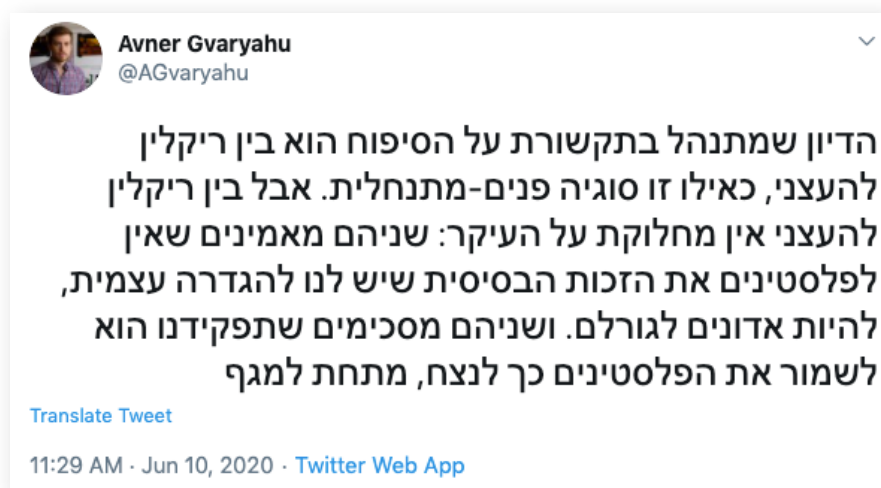 Avner Gvaryahu
@AGvaryahu
הדיון שמתנהל בתקשורת על הסיפוח הוא בין ריקלין
להעצני, כאילו זו סוגיה פנים-מתנחלית. אבל בין ריקלין
להעצני אין מחלוקת על העיקר: שניהם מאמינים שאין
לפלסטינים את הזכות הבסיסית שיש לנו להגדרה עצמית,
להיות אדונים לגורלם. ושניהם מסכימים שתפקידנו הוא
לשמור את הפלסטינים כך לנצח, מתחת למגף
Translate Tweet
11:29 AM · Jun 10, 2020 · Twitter Web App